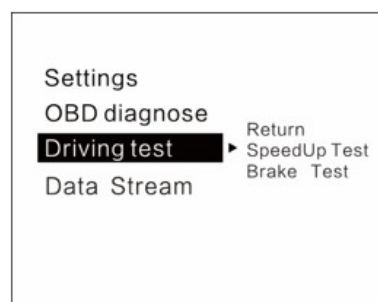 Settings
OBD diagnose
Driving test
Data Stream
Return
SpeedUp Test
Brake Test